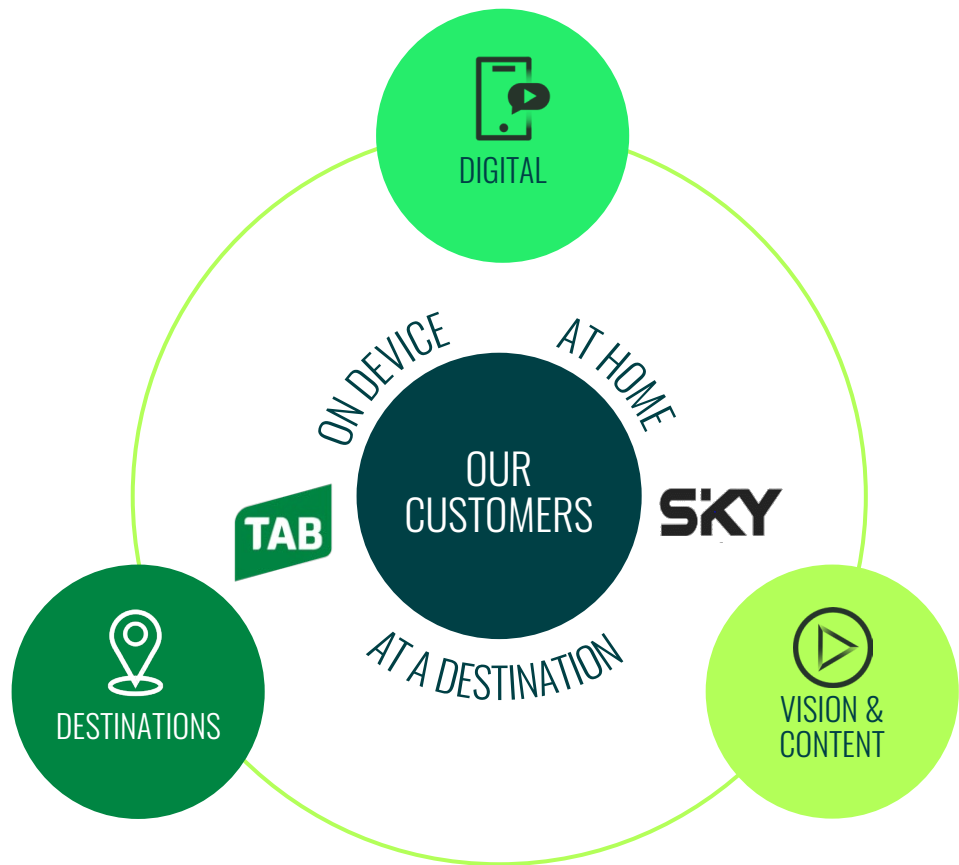 DIGITAL
ON DEVICE
AT HOME
OUR
CUSTOMERS
TAB
SKY
AT A DESTINATION
DESTINATIONS
VISION &
CONTENT